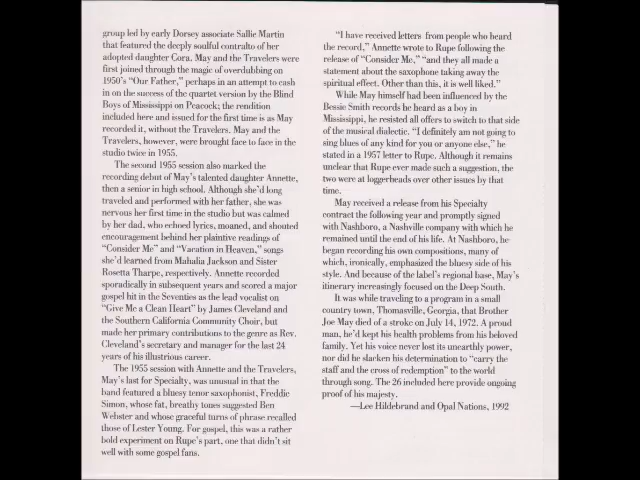 group led by early Dorsey associate Sallie Martin
that featured the deeply soulful contralto of her
adopted daughter Cora. May and the Travelers were
first joined through the magic of overdubbing on
1950's "Our Father," perhaps in an attempt to cash
in on the success of the quartet version by the Blind
Boys of Mississippi on Peacock; the rendition
included here and issued for the first time is as May
recorded it, without the Travelers. May and the
Travelers, however, were brought face to face in the
studio twice in 1955.
The second 1955 session also marked the
recording debut of May's talented daughter Annette,
then a senior in high school. Although she'd long
traveled and performed with her father, she was
nervous her first time in the studio but was calmed
by her dad, who echoed lyrics, moaned, and shouted
encouragement behind her plaintive readings of
"Consider Me" and "Vacation in Heaven," songs
she'd learned from Mahalia Jackson and Sister
Rosetta Tharpe, respectively. Annette recorded
sporadically in subsequent years and scored a major
gospel hit in the Seventies as the lead vocalist on
"Give Me a Clean Heart" by James Cleveland and
the Southern California Community Choir, but
made her primary contributions to the genre as Rev.
Cleveland's secretary and manager for the last 24
years of his illustrious career.
The 1955 session with Annette and the Travelers,
May's last for Specialty, was unusual in that the
band featured a bluesy tenor saxophonist, Freddie
Simon, whose fat, breathy tones suggested Ben
Webster and whose graceful turns of phrase recalled
those of Lester Young. For gospel, this was a rather
bold experiment on Rupe's part, one that didn't sit
well with some gospel fans.
"I have received letters from people who heard
the record," Annette wrote to Rupe following the
release of "Consider Me," "and they all made a
statement about the saxophone taking away the
spiritual effect. Other than this, it is well liked."
While May himself had been influenced by the
Bessie Smith records he heard as a boy in
Mississippi, he resisted all offers to switch to that side
of the musical dialectic. "I definitely am not going to
sing blues of any kind for you or anyone else," he
stated in a 1957 letter to Rupe. Although it remains
unclear that Rupe ever made such a suggestion, the
two were at loggerheads over other issues by that
time.
May received a release from his Specialty
contract the following year and promptly signed
with Nashboro, a Nashville company with which he
remained until the end of his life. At Nashboro, he
began recording his own compositions, many of
which, ironically, emphasized the bluesy side of his
style. And because of the label's regional base, May's
itinerary increasingly focused on the Deep South.
It was while traveling to a program in a small
country town, Thomasville, Georgia, that Brother
Joe May died of a stroke on July 14, 1972. A proud
man, he'd kept his health problems from his beloved
family. Yet his voice never lost its unearthly power,
nor did he slacken his determination to "carry the
staff and the cross of redemption" to the world
through song. The 26 included here provide ongoing
proof of his majesty.
—Lee Hildebrand and Opal Nations, 1992